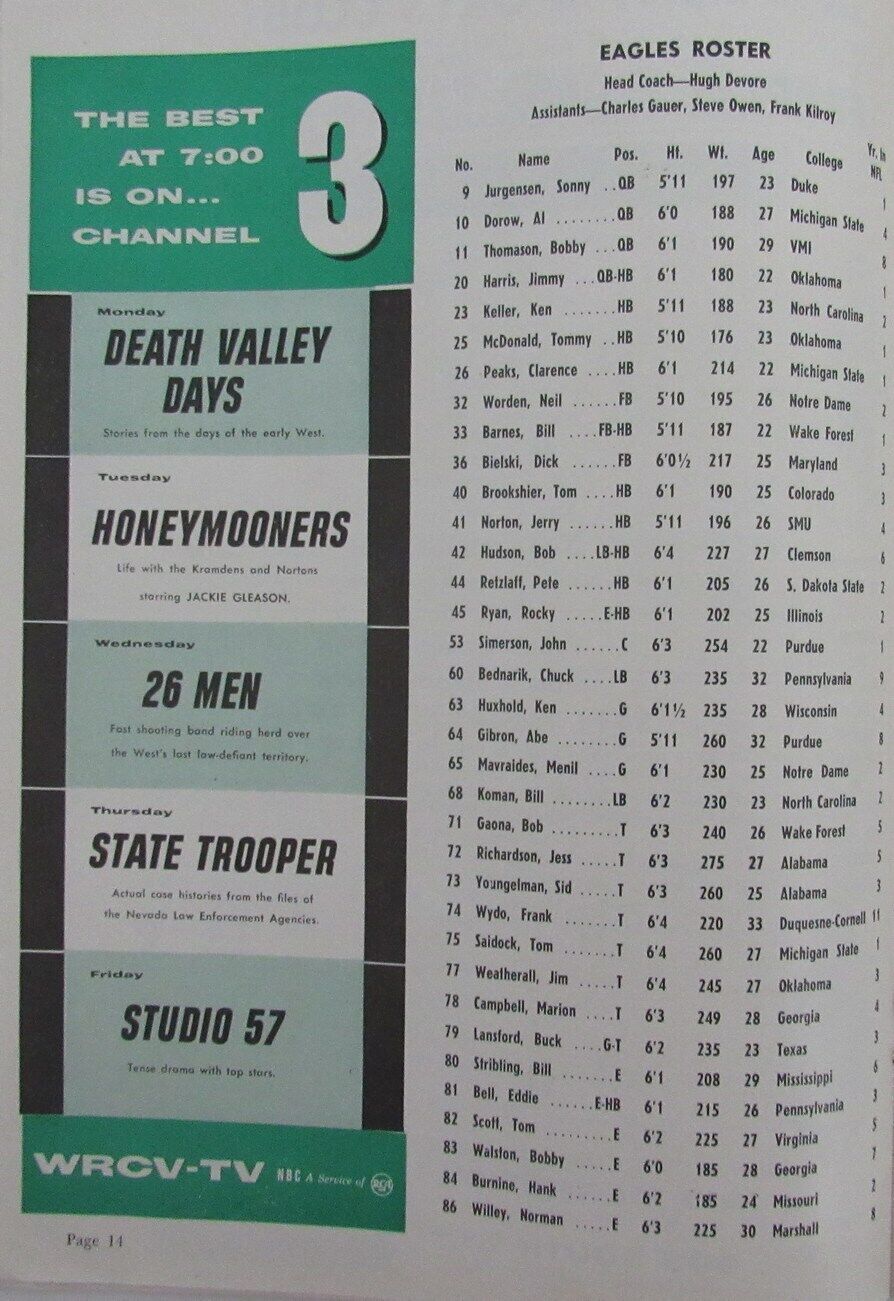 THE BEST
AT 7:00
IS ON...
CHANNEL
3
Monday
DEATH VALLEY
DAYS
Stories from the days of the early West.
Tuesday
HONEYMOONERS
Life with the Kramdens and Nortons
starring JACKIE GLEASON.
Wednesday
26 MEN
Fast shooting band riding herd over
the West's last law-defiant territory.
Thursday
STATE TROOPER
Actual case histories from the files of
the Nevada Law Enforcement Agencies.
Friday
STUDIO 57
Tense drama with top stars.
WRCV-TV NBC A Service of RCA
Page 14
EAGLES ROSTER
Head Coach—Hugh Devore
Assistants—Charles Gauer, Steve Owen, Frank Kilroy
No. Name Pos. Ht. Wt. Age College Yr. In NFL
9 Jurgensen, Sonny ..QB 5'11 197 23 Duke 1
10 Dorow, Al ........QB 6'0 188 27 Michigan State 4
11 Thomason, Bobby ...QB 6'1 190 29 VMI 8
20 Harris, Jimmy ...QB-HB 6'1 180 22 Oklahoma 1
23 Keller, Ken .......HB 5'11 188 23 North Carolina 2
25 McDonald, Tommy ..HB 5'10 176 23 Oklahoma 1
26 Peaks, Clarence ....HB 6'1 214 22 Michigan State 1
32 Worden, Neil ......FB 5'10 195 26 Notre Dame 2
33 Barnes, Bill ....FB-HB 5'11 187 22 Wake Forest 1
36 Bielski, Dick ......FB 6'0½ 217 25 Maryland 3
40 Brookshier, Tom ....HB 6'1 190 25 Colorado 3
41 Norton, Jerry ......HB 5'11 196 26 SMU 4
42 Hudson, Bob ....LB-HB 6'4 227 27 Clemson 6
44 Retzlaff, Pete ......HB 6'1 205 26 S. Dakota State 2
45 Ryan, Rocky .....E-HB 6'1 202 25 Illinois 2
53 Simerson, John ......C 6'3 254 22 Purdue 1
60 Bednarik, Chuck ....LB 6'3 235 32 Pennsylvania 9
63 Huxhold, Ken .......G 6'1½ 235 28 Wisconsin 4
64 Gibron, Abe ........G 5'11 260 32 Purdue 8
65 Mavraides, Menil ....G 6'1 230 25 Notre Dame 2
68 Koman, Bill ........LB 6'2 230 23 North Carolina 2
71 Gaona, Bob .........T 6'3 240 26 Wake Forest 5
72 Richardson, Jess .....T 6'3 275 27 Alabama 5
73 Youngelman, Sid .....T 6'3 260 25 Alabama 3
74 Wydo, Frank .......T 6'4 220 33 Duquesne-Cornell 11
75 Saidock, Tom .......T 6'4 260 27 Michigan State 1
77 Weatherall, Jim .....T 6'4 245 27 Oklahoma 3
78 Campbell, Marion ....T 6'3 249 28 Georgia 4
79 Lansford, Buck ....G-T 6'2 235 23 Texas 3
80 Stribling, Bill .......E 6'1 208 29 Mississippi 6
81 Bell, Eddie ......E-HB 6'1 215 26 Pennsylvania 3
82 Scott, Tom .........E 6'2 225 27 Virginia 5
83 Walston, Bobby .....E 6'0 185 28 Georgia 7
84 Burnine, Hank ......E 6'2 185 24 Missouri 2
86 Willey, Norman .....E 6'3 225 30 Marshall 8